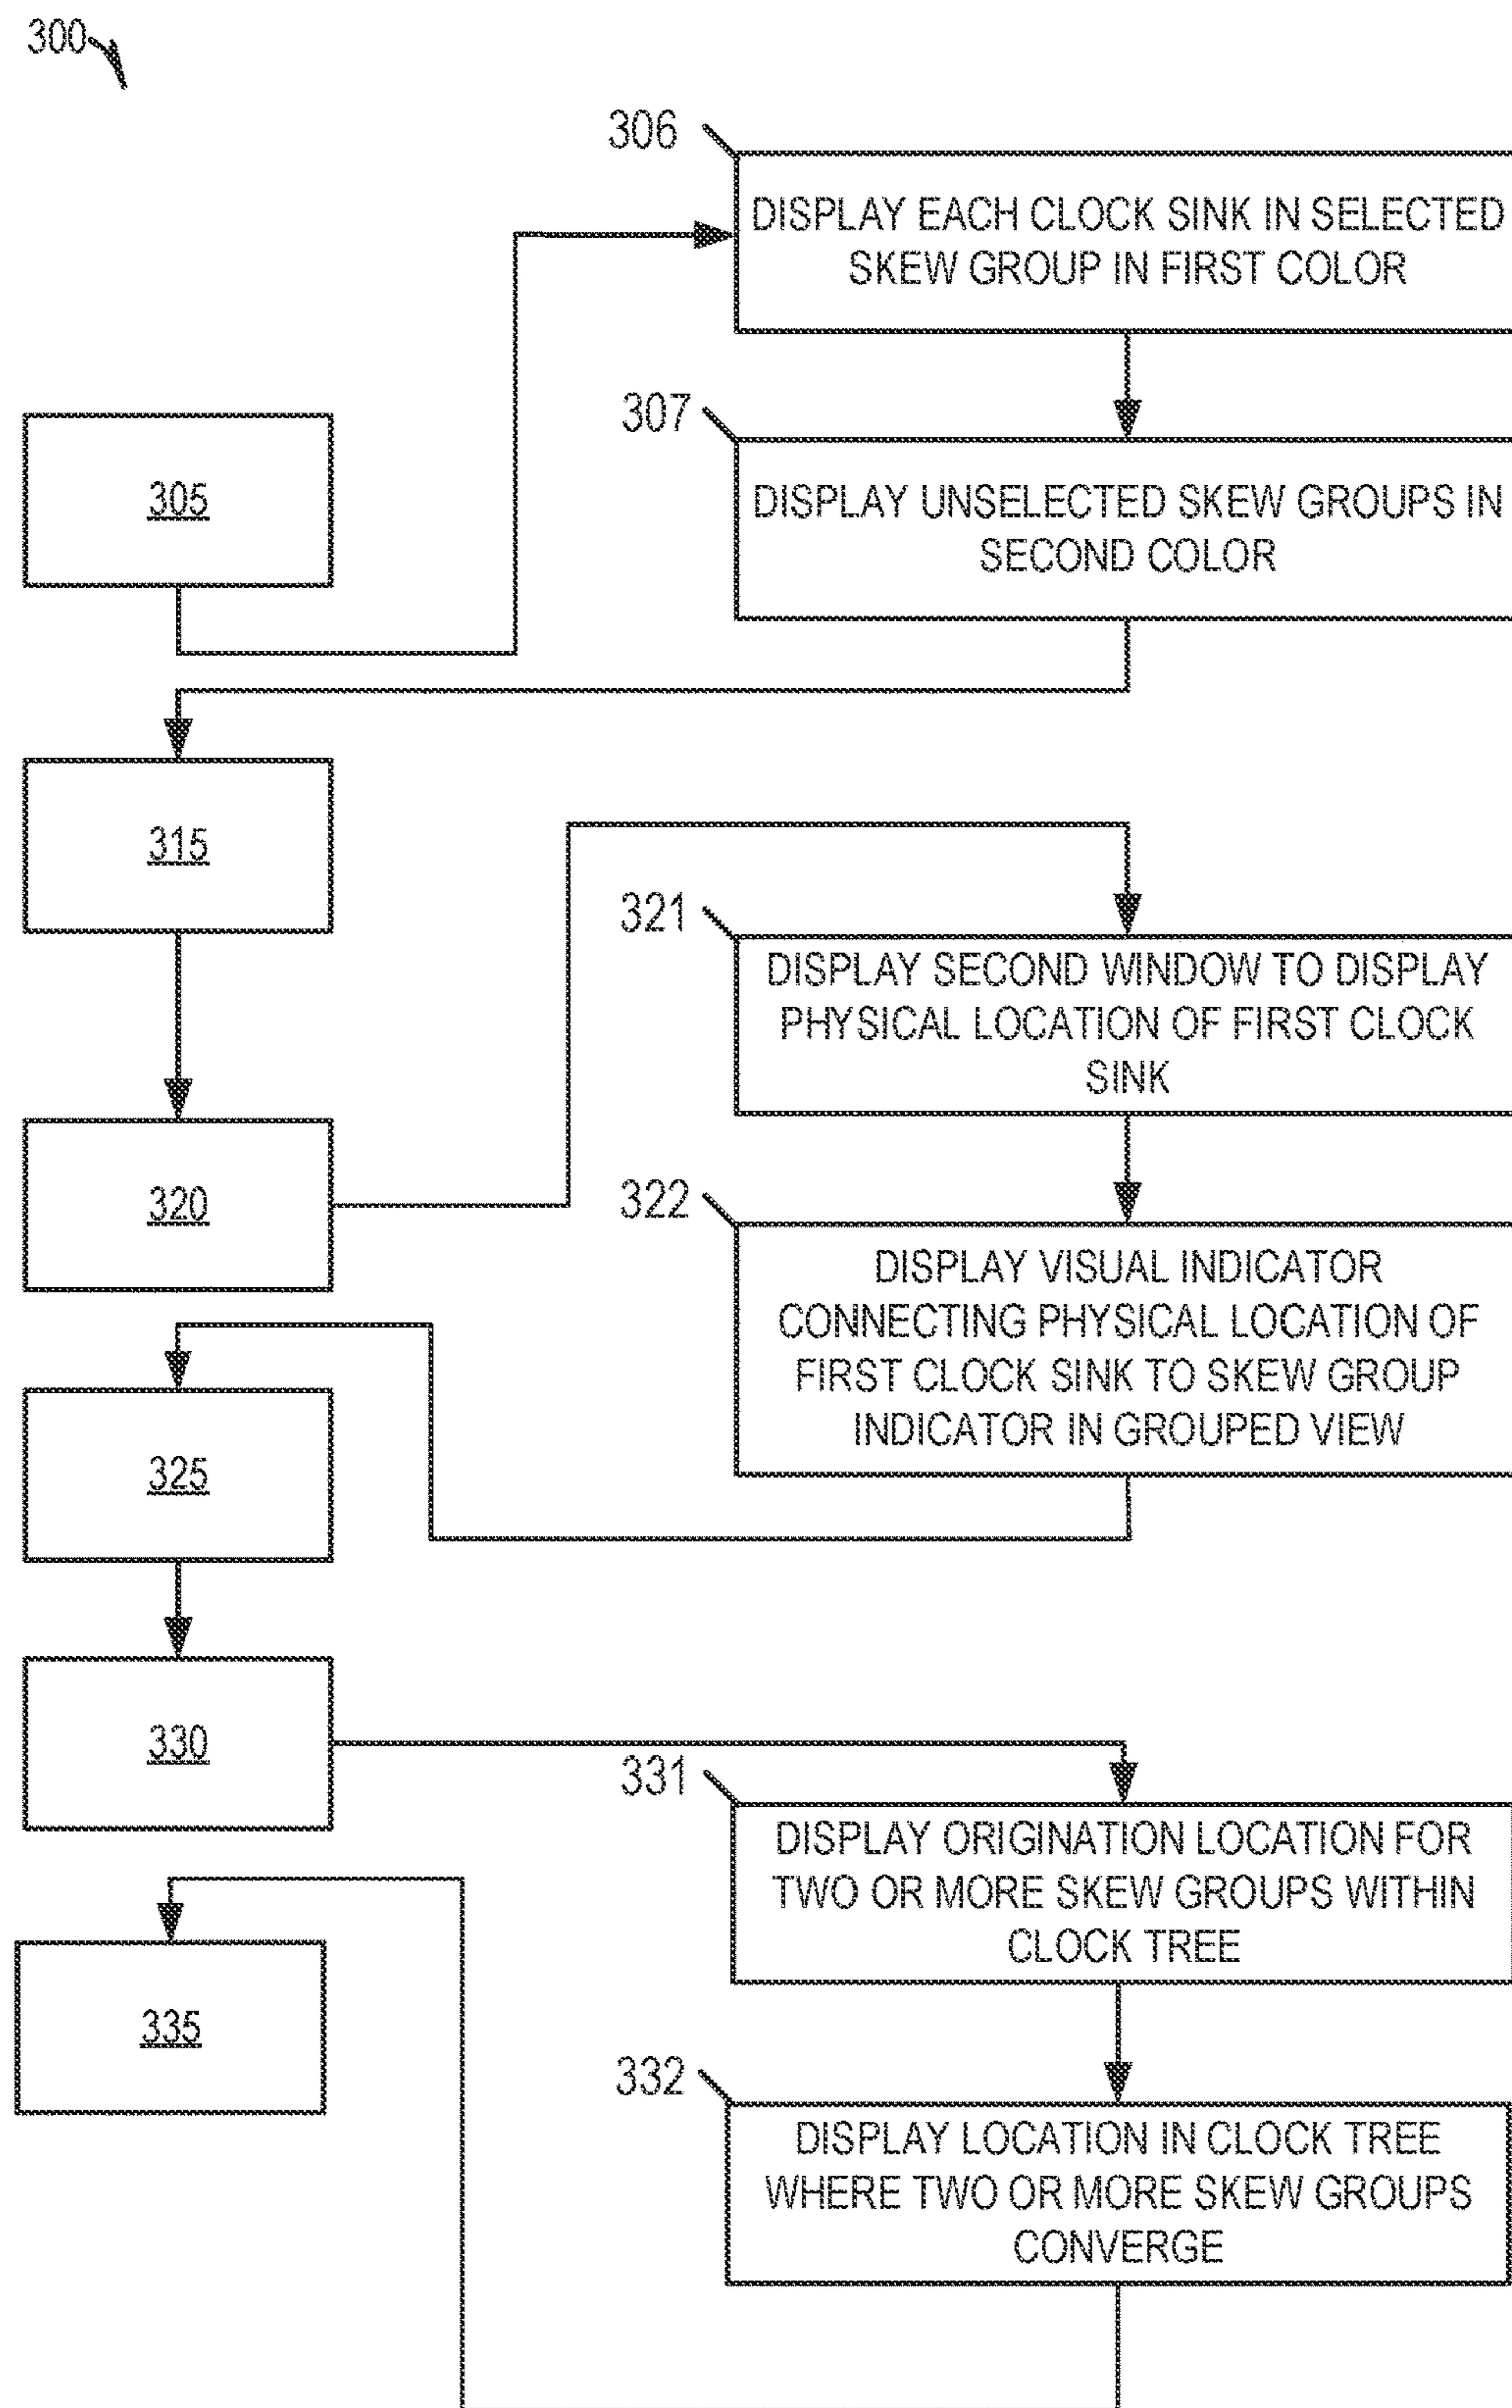 300
306
DISPLAY EACH CLOCK SINK IN SELECTED
SKEW GROUP IN FIRST COLOR
307
305
DISPLAY UNSELECTED SKEW GROUPS IN
SECOND COLOR
315
321
DISPLAY SECOND WINDOW TO DISPLAY
PHYSICAL LOCATION OF FIRST CLOCK
SINK
320
322
DISPLAY VISUAL INDICATOR
CONNECTING PHYSICAL LOCATION OF
FIRST CLOCK SINK TO SKEW GROUP
INDICATOR IN GROUPED VIEW
325
330
331
DISPLAY ORIGINATION LOCATION FOR
TWO OR MORE SKEW GROUPS WITHIN
CLOCK TREE
335
332
DISPLAY LOCATION IN CLOCK TREE
WHERE TWO OR MORE SKEW GROUPS
CONVERGE